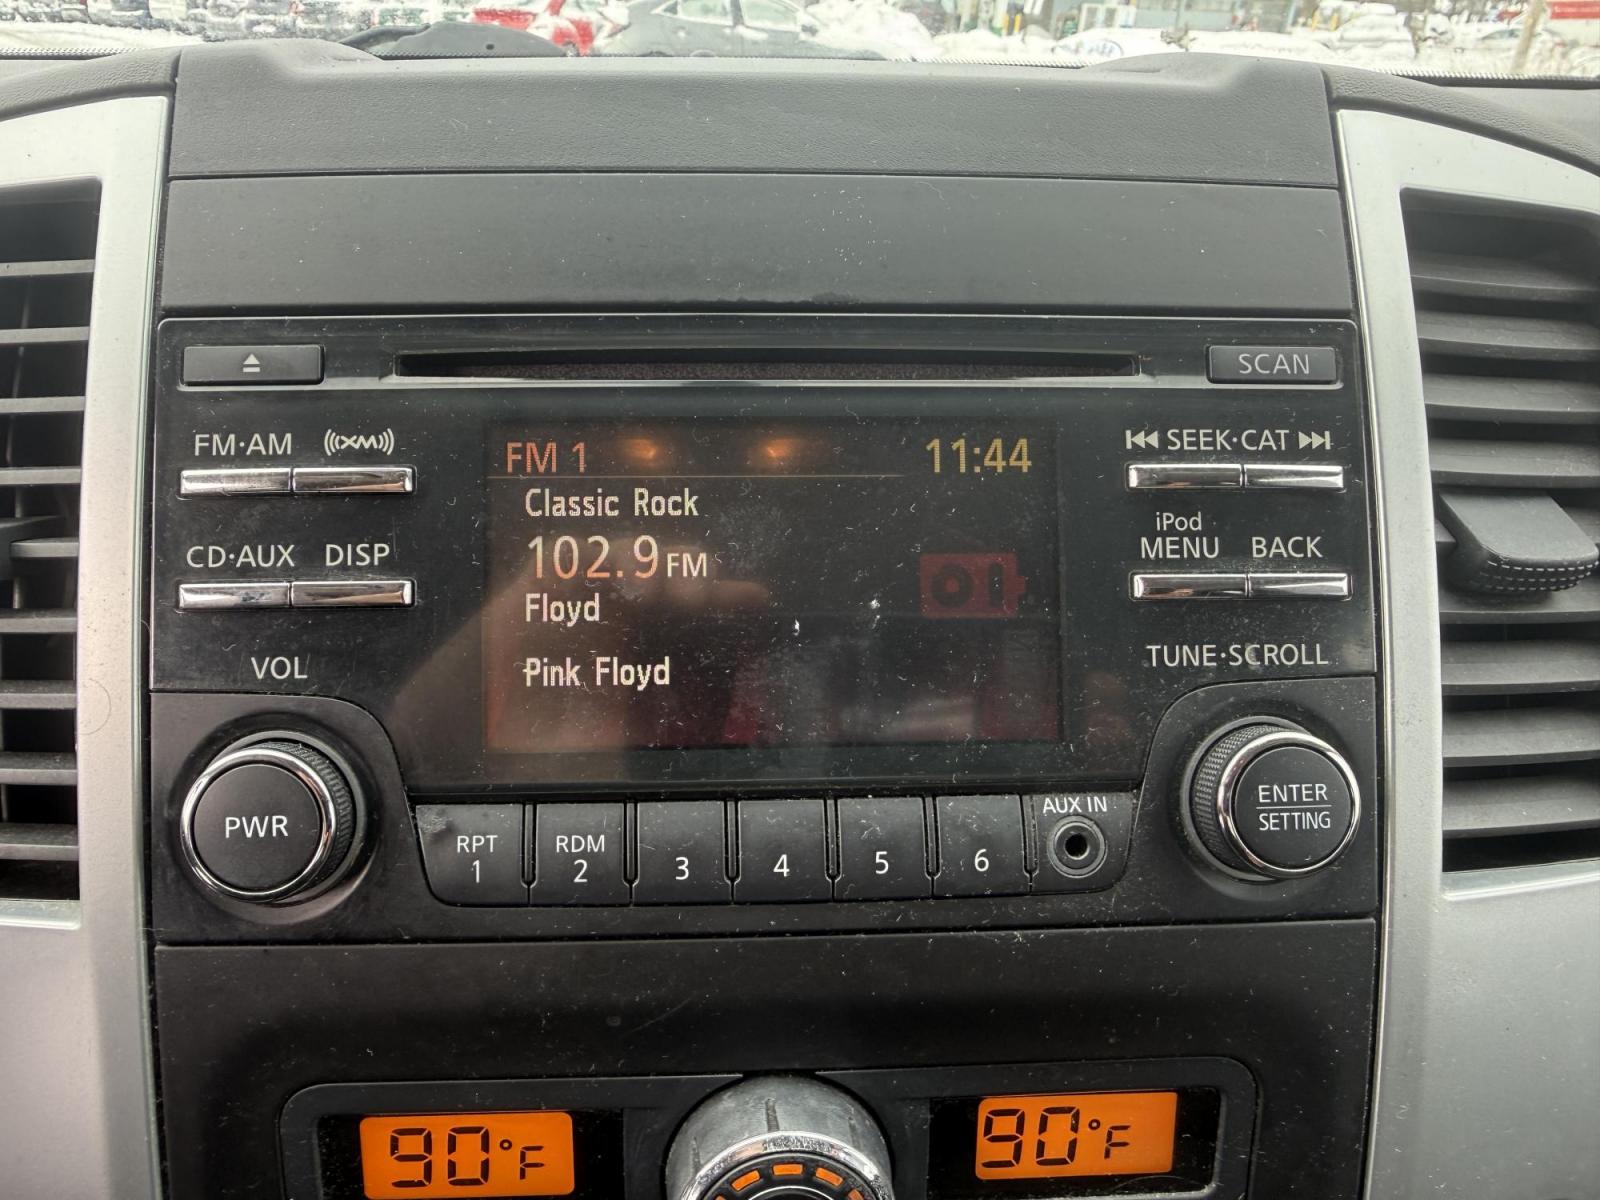 SCAN
FM·AM
XM
FM 1
11:44
SEEK·CAT
Classic Rock
iPod
MENU
BACK
CD·AUX
DISP
102.9 FM
Floyd
VOL
Pink Floyd
TUNE·SCROLL
PWR
RPT
1
RDM
2
3
4
5
6
AUX IN
ENTER
SETTING
90°F
90°F